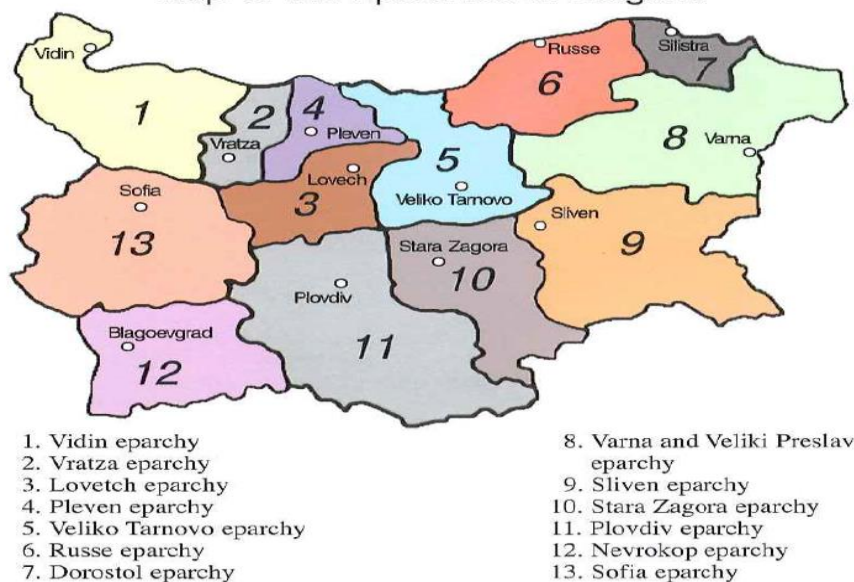 Vidin
1
2
Vratza
4
Pleven
Russe
6
Silistra
7
8
Varna
5
Veliko Tarnovo
Lovech
3
Sofia
13
Sliven
9
Stara Zagora
10
Plovdiv
11
Blagoevgrad
12
1. Vidin eparchy
2. Vratza eparchy
3. Lovetch eparchy
4. Pleven eparchy
5. Veliko Tarnovo eparchy
6. Russe eparchy
7. Dorostol eparchy
8. Varna and Veliki Preslav
eparchy
9. Sliven eparchy
10. Stara Zagora eparchy
11. Plovdiv eparchy
12. Nevrokop eparchy
13. Sofia eparchy